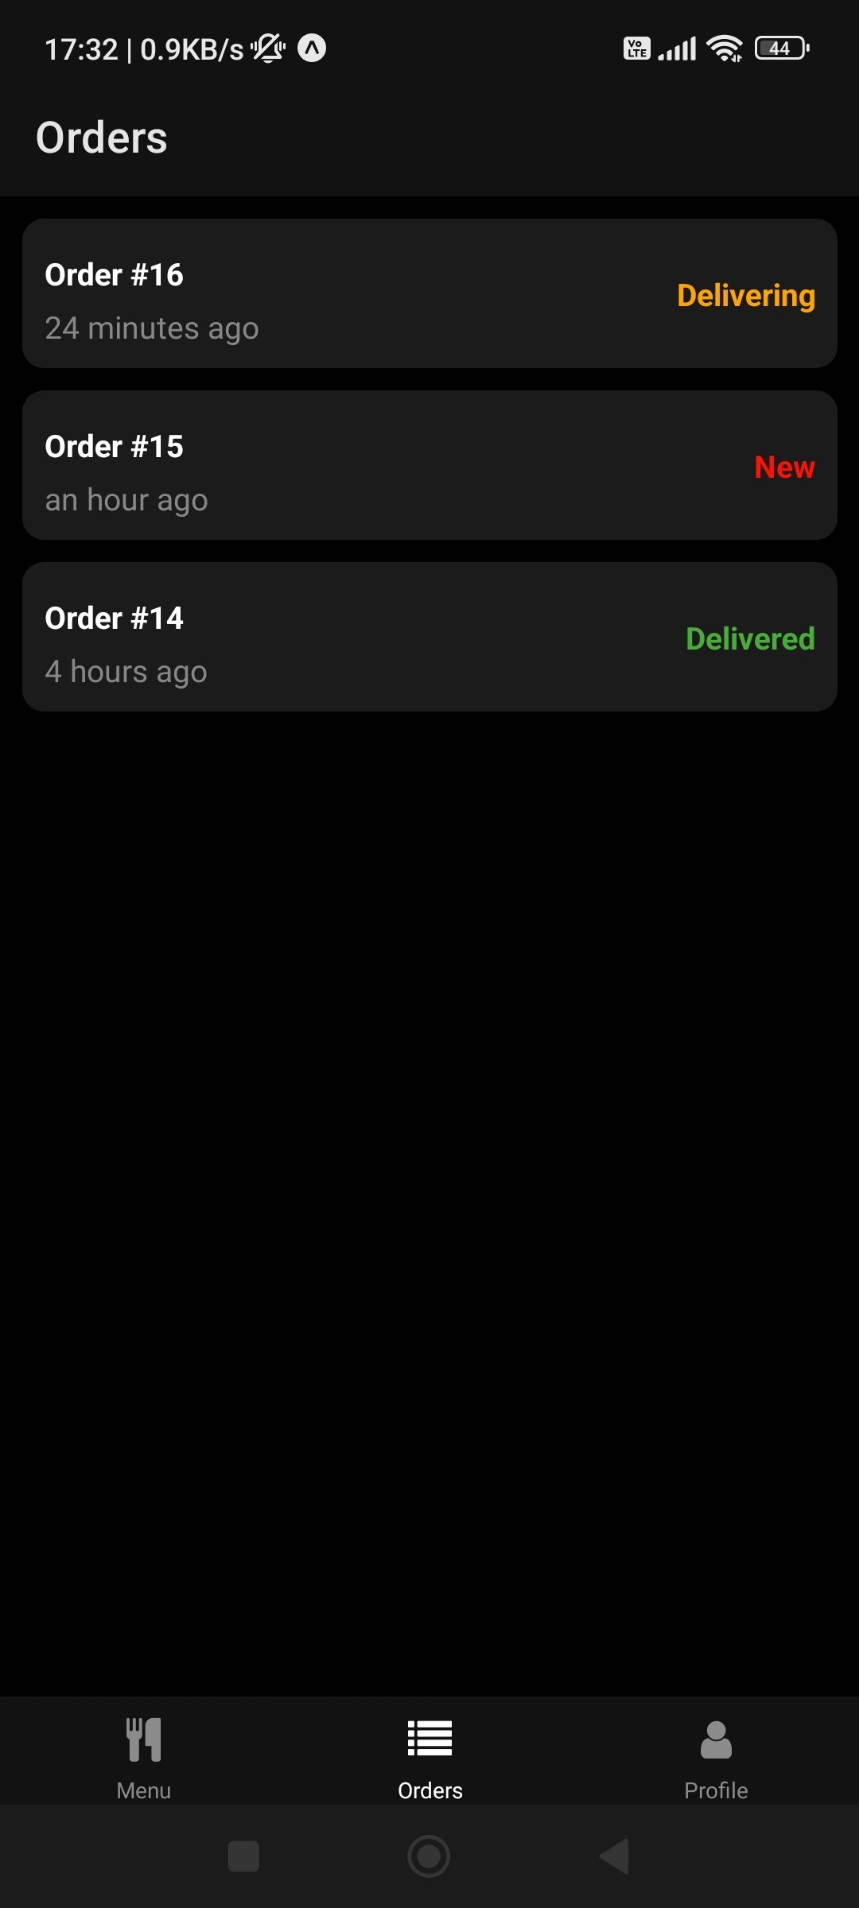 17:32 | 0.9KB/s
Vo LTE
44
Orders
Order #16
24 minutes ago
Delivering
Order #15
an hour ago
New
Order #14
4 hours ago
Delivered
Menu
Orders
Profile